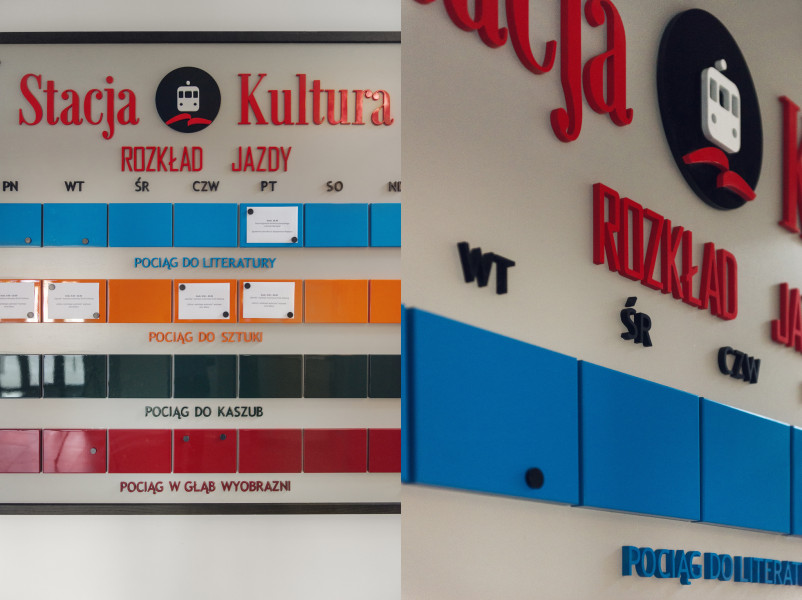 Stacja Kultura
ROZKŁAD JAZDY
PN WT ŚR CZW PT SO
POCIĄG DO LITERATURY
POCIĄG DO SZTUKI
POCIĄG DO KASZUB
POCIĄG W GŁĄB WYOBRAŹNI
ROZKŁAD
WT ŚR CZW
POCIĄG DO